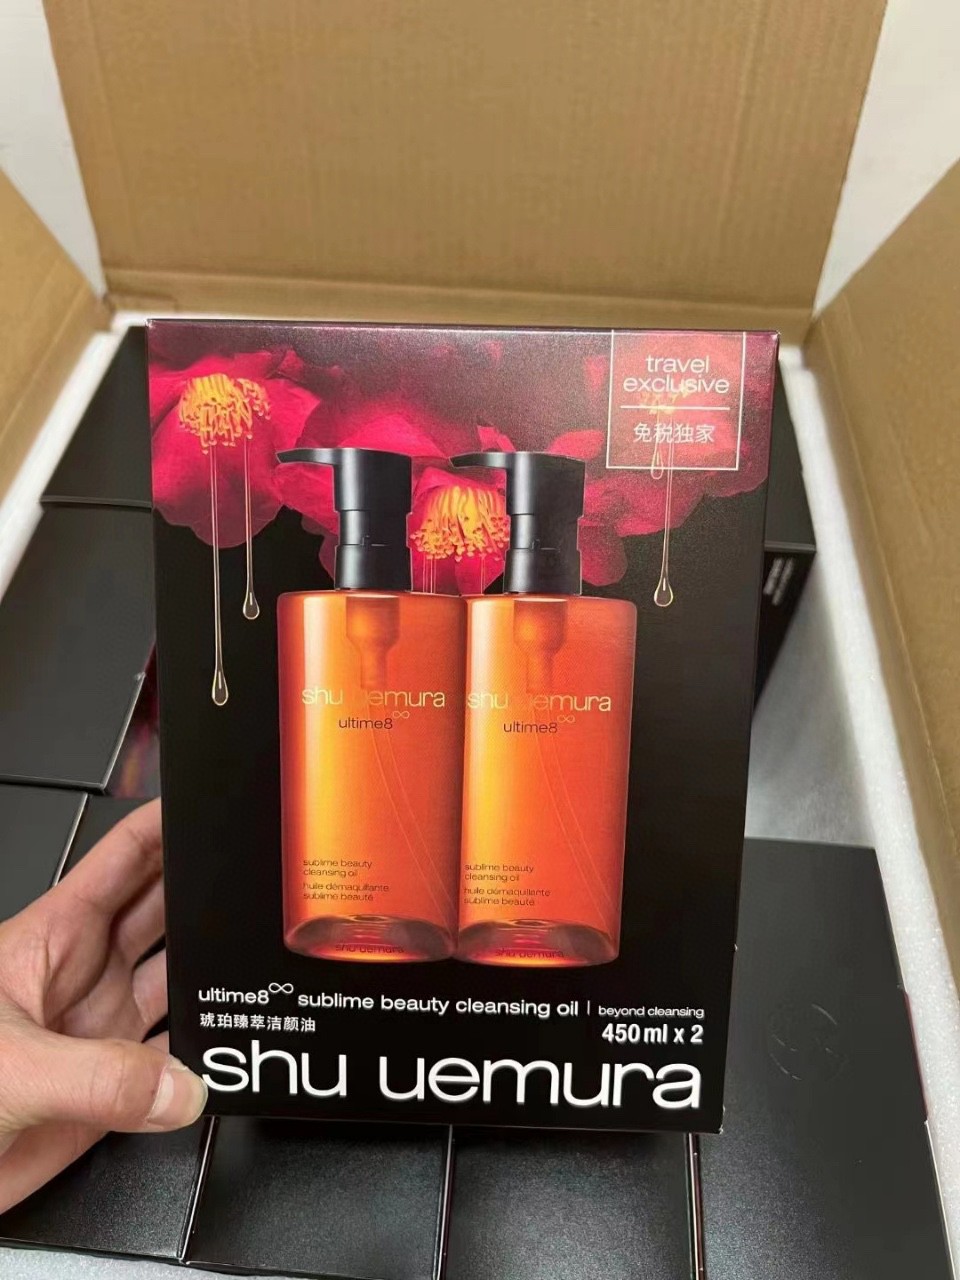 travel
exclusive
免税独家
shu uemura
ultime8∞
sublime beauty
cleansing oil
huile démaquillante
sublime beauté
shu uemura
shu uemura
ultime8∞
sublime beauty
cleansing oil
huile démaquillante
sublime beauté
shu uemura
ultime8∞ sublime beauty cleansing oil | beyond cleansing
琥珀臻萃洁颜油
450ml x 2
shu uemura